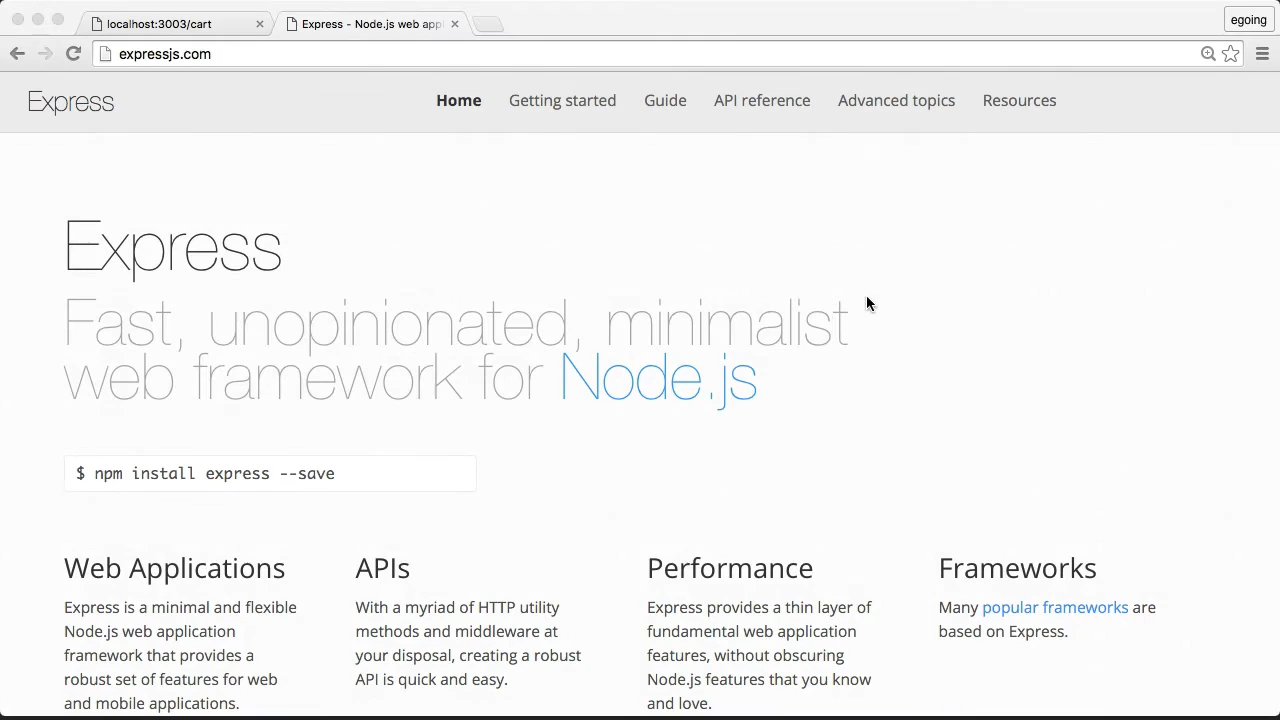 localhost:3003/cart
Express - Node.js web app
egoing
expressjs.com
Express
Home Getting started Guide API reference Advanced topics Resources
Express
Fast, unopinionated, minimalist
web framework for Node.js
$ npm install express --save
Web Applications
Express is a minimal and flexible
Node.js web application
framework that provides a
robust set of features for web
and mobile applications.
APIs
With a myriad of HTTP utility
methods and middleware at
your disposal, creating a robust
API is quick and easy.
Performance
Express provides a thin layer of
fundamental web application
features, without obscuring
Node.js features that you know
and love.
Frameworks
Many popular frameworks are
based on Express.